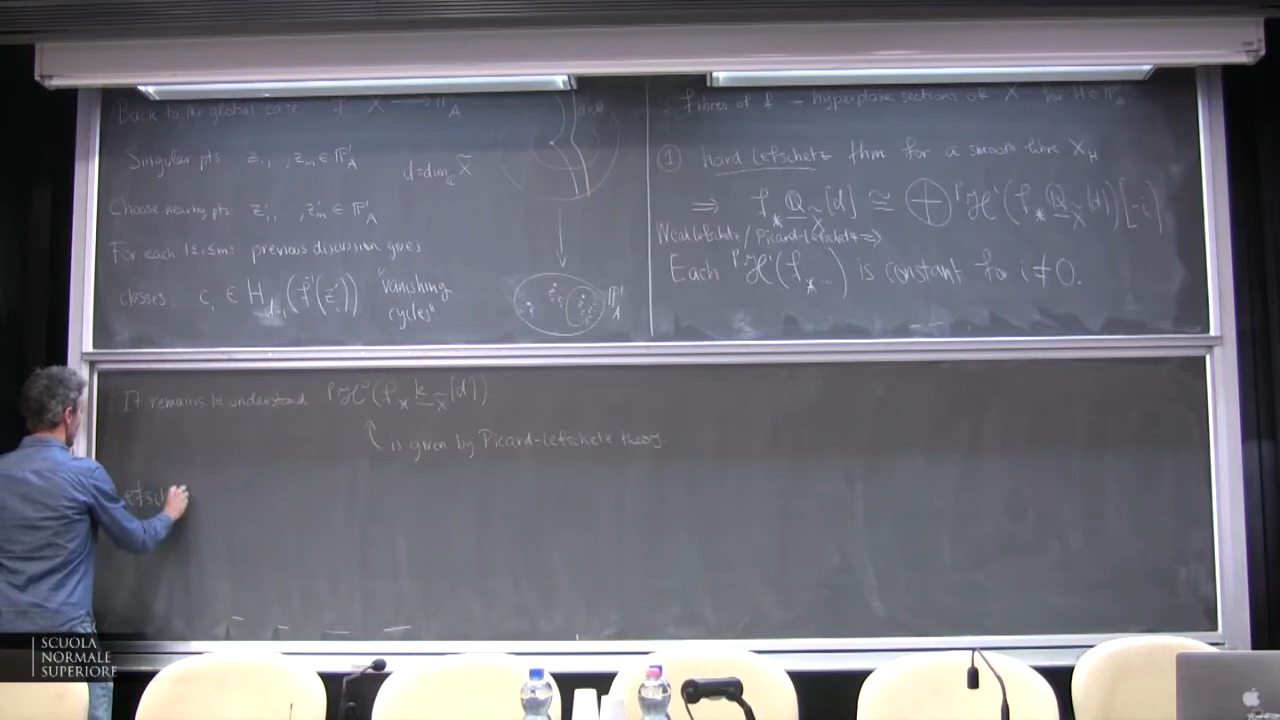 Back to the global case f: X̃ → ℙ¹_A
Singular pts: z₁, , z_m ∈ ℙ¹_A
d = dim_ℂ X̃
Choose nearby pts: z'₁, , z'_m ∈ ℙ¹_A
For each 1≤i≤m: previous discussion gives
classes c_i ∈ H_{d-1}(f⁻¹(z'_i)) "vanishing
cycles"
ℙ¹_A
Fibres of f = hyperplane sections of X for H ∈ ℙ¹_A
① hard Lefschetz thm for a smooth fibre X_H
⇒ f_* ℚ_X̃[d] ≅ ⊕ ᵖℋⁱ(f_* ℚ_X̃[d])[-i]
Weak Lefschetz / Picard-Lefschetz ⇒
Each ᵖℋⁱ(f_* ...) is constant for i ≠ 0.
It remains to understand ᵖℋ⁰(f_* k_X̃[d])
is given by Picard-Lefschetz theory.
SCUOLA
NORMALE
SUPERIORE